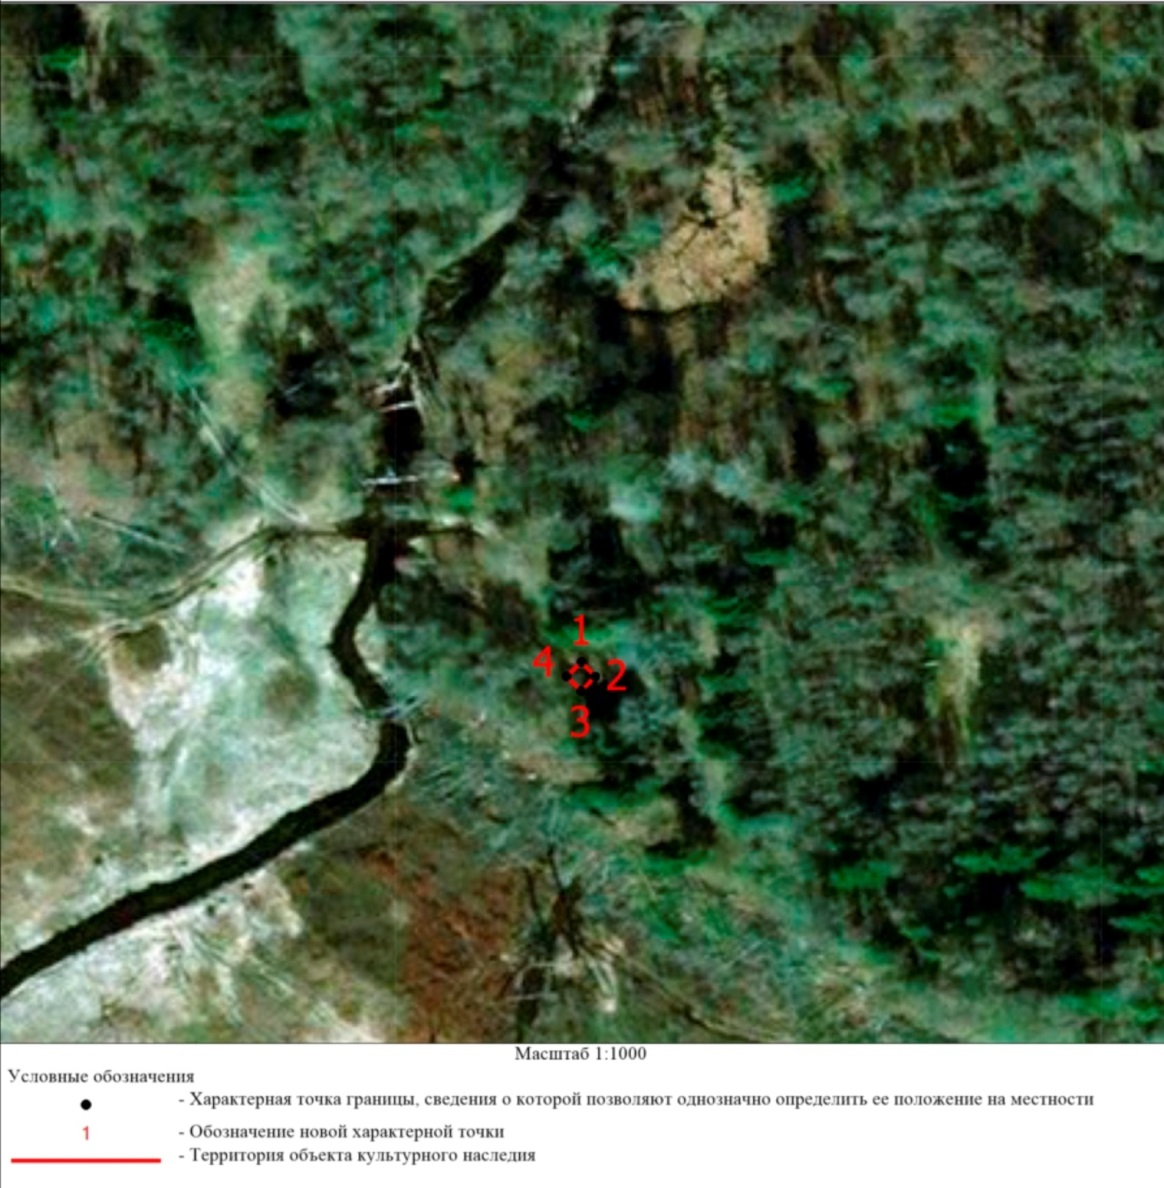 1
4
2
3
Масштаб 1:1000
Условные обозначения
- Характерная точка границы, сведения о которой позволяют однозначно определить ее положение на местности
1 - Обозначение новой характерной точки
- Территория объекта культурного наследия